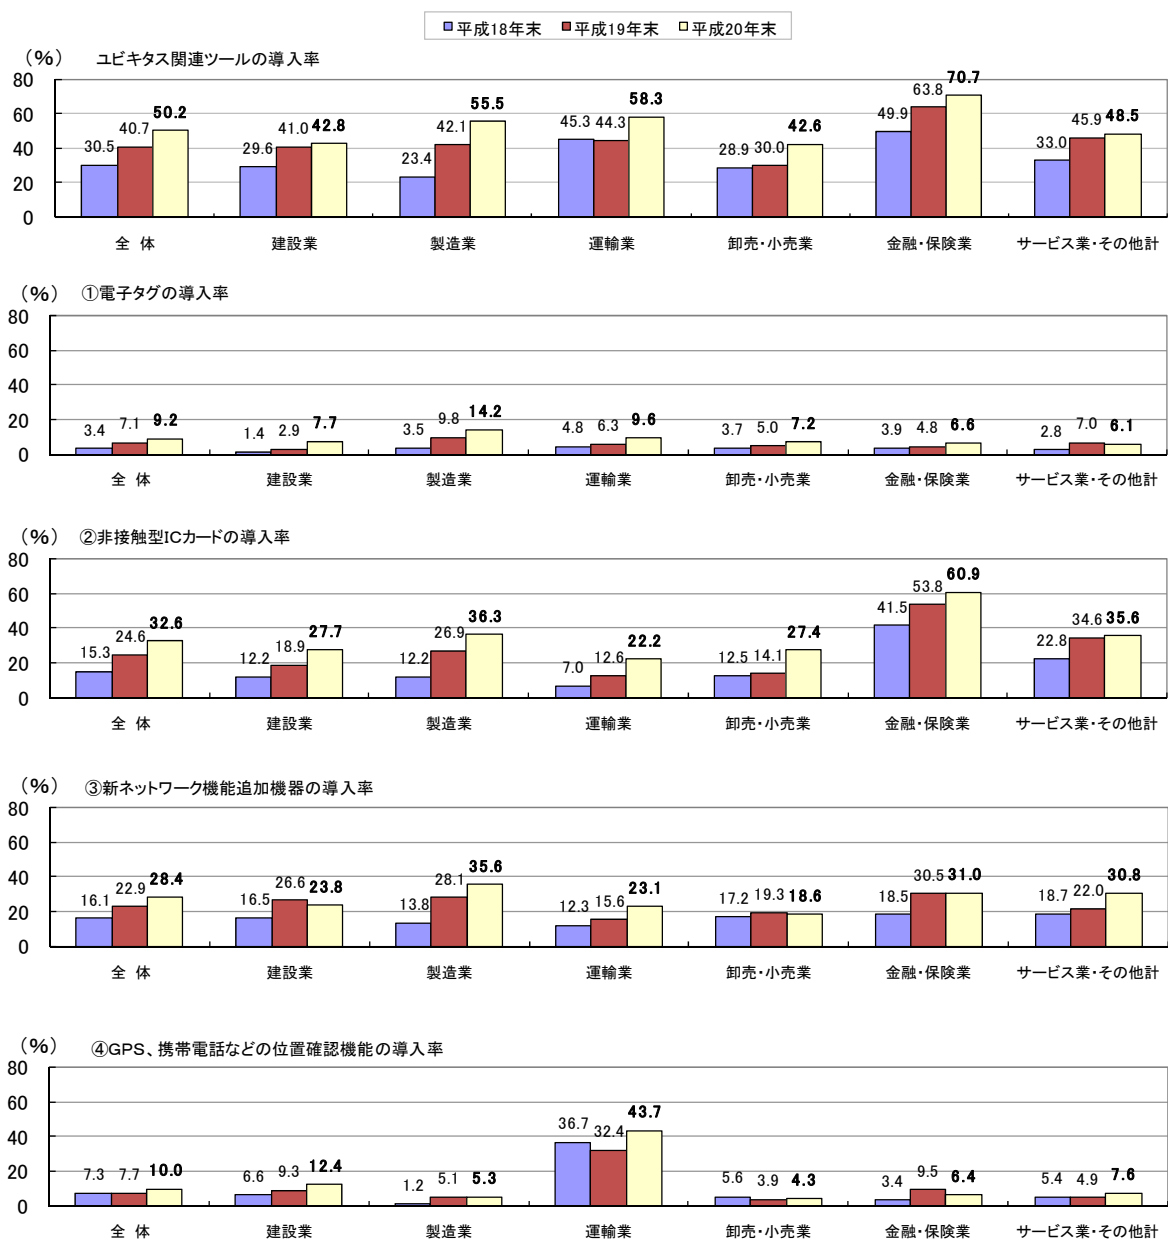 平成18年末 平成19年末 平成20年末
(%) ユビキタス関連ツールの導入率
80
60
40
20
0
30.5 40.7 50.2 29.6 41.0 42.8 23.4 42.1 55.5 45.3 44.3 58.3 28.9 30.0 42.6 49.9 63.8 70.7 33.0 45.9 48.5
全 体 建設業 製造業 運輸業 卸売・小売業 金融・保険業 サービス業・その他計
(%) ①電子タグの導入率
80
60
40
20
0
3.4 7.1 9.2 1.4 2.9 7.7 3.5 9.8 14.2 4.8 6.3 9.6 3.7 5.0 7.2 3.9 4.8 6.6 2.8 7.0 6.1
全 体 建設業 製造業 運輸業 卸売・小売業 金融・保険業 サービス業・その他計
(%) ②非接触型ICカードの導入率
80
60
40
20
0
15.3 24.6 32.6 12.2 18.9 27.7 12.2 26.9 36.3 7.0 12.6 22.2 12.5 14.1 27.4 41.5 53.8 60.9 22.8 34.6 35.6
全 体 建設業 製造業 運輸業 卸売・小売業 金融・保険業 サービス業・その他計
(%) ③新ネットワーク機能追加機器の導入率
80
60
40
20
0
16.1 22.9 28.4 16.5 26.6 23.8 13.8 28.1 35.6 12.3 15.6 23.1 17.2 19.3 18.6 18.5 30.5 31.0 18.7 22.0 30.8
全 体 建設業 製造業 運輸業 卸売・小売業 金融・保険業 サービス業・その他計
(%) ④GPS、携帯電話などの位置確認機能の導入率
80
60
40
20
0
7.3 7.7 10.0 6.6 9.3 12.4 1.2 5.1 5.3 36.7 32.4 43.7 5.6 3.9 4.3 3.4 9.5 6.4 5.4 4.9 7.6
全 体 建設業 製造業 運輸業 卸売・小売業 金融・保険業 サービス業・その他計